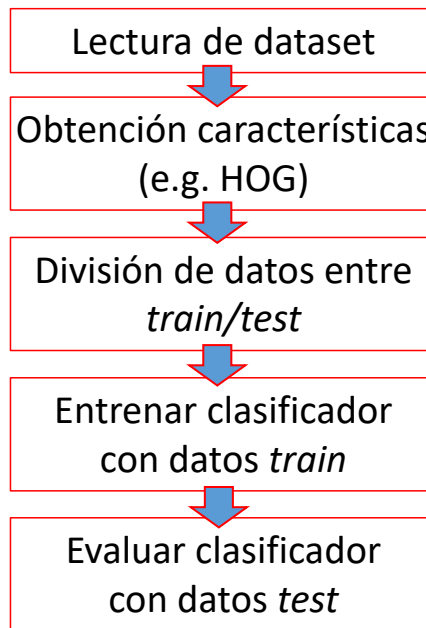 Lectura de dataset
Obtención características
(e.g. HOG)
División de datos entre
train/test
Entrenar clasificador
con datos train
Evaluar clasificador
con datos test